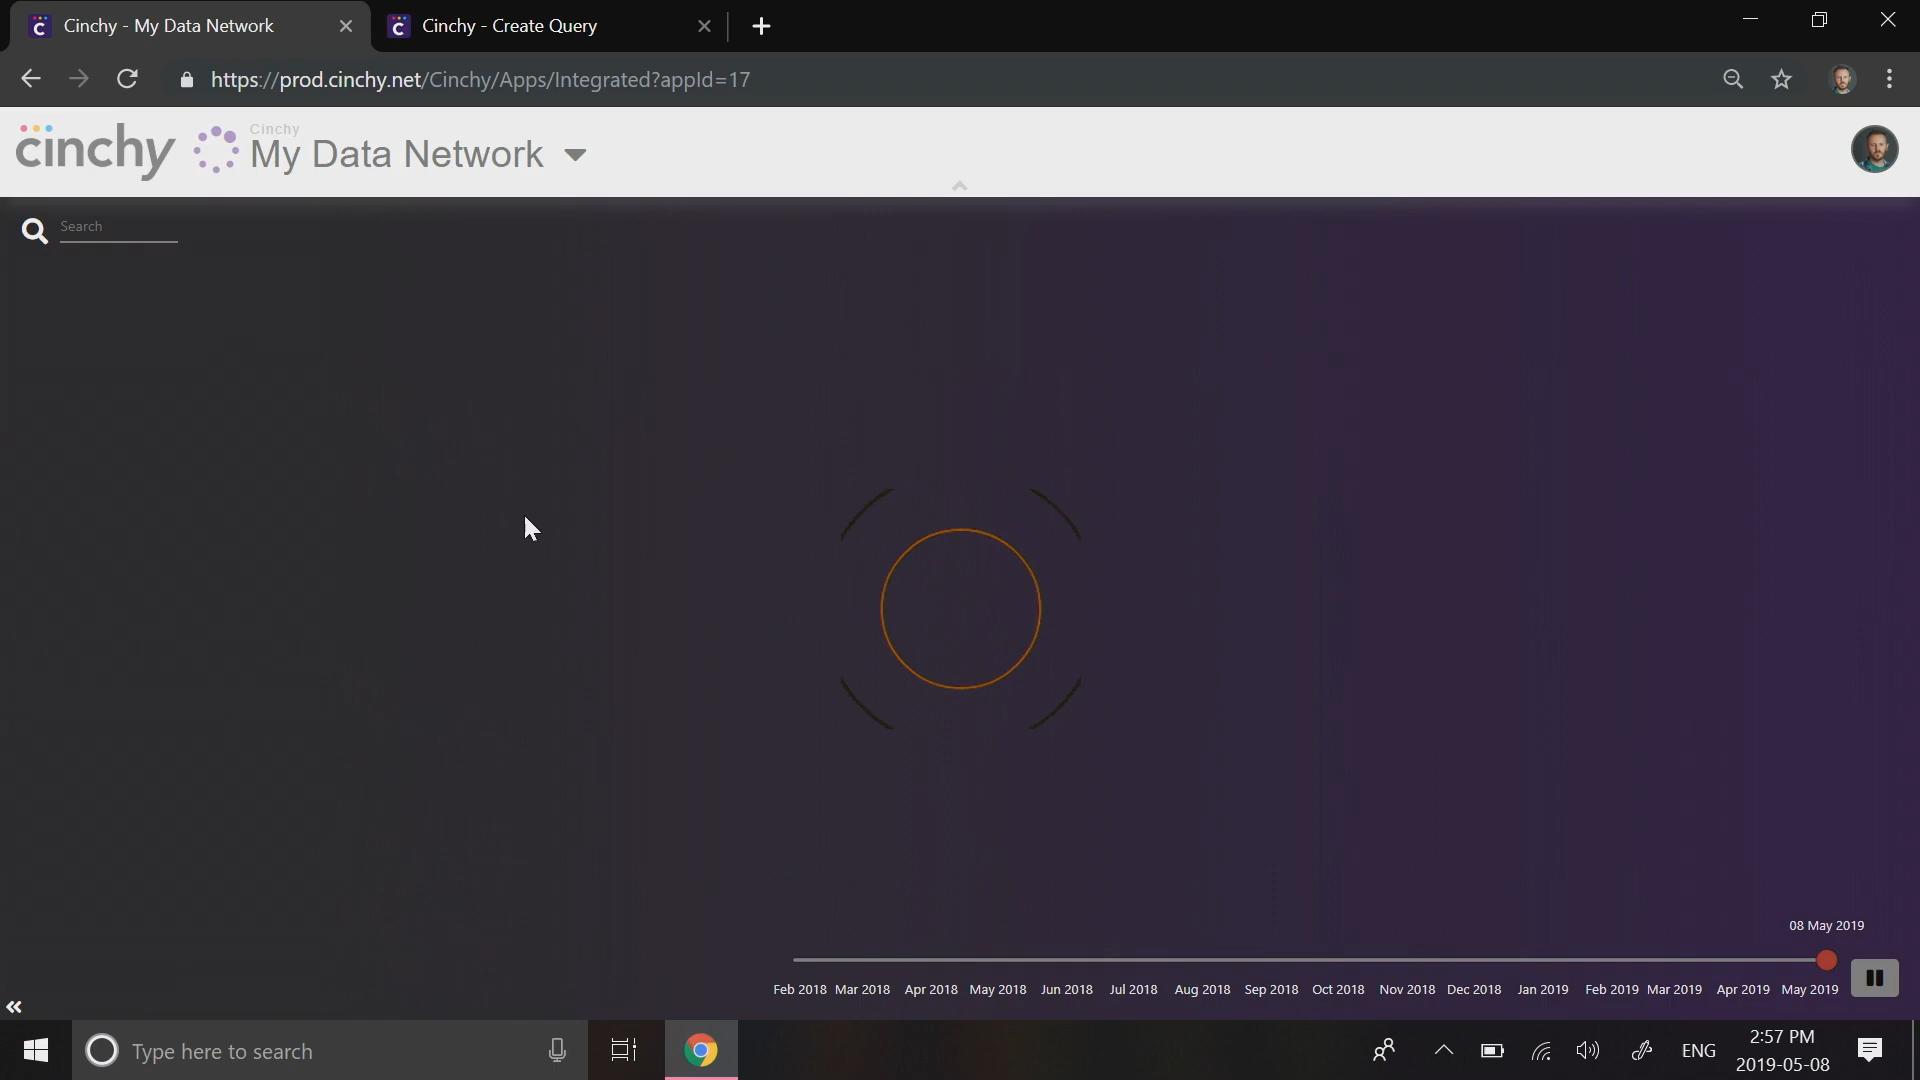 Cinchy - My Data Network
Cinchy - Create Query
https://prod.cinchy.net/Cinchy/Apps/Integrated?appId=17
cinchy
Cinchy
My Data Network
Search
08 May 2019
Feb 2018 Mar 2018 Apr 2018 May 2018 Jun 2018 Jul 2018 Aug 2018 Sep 2018 Oct 2018 Nov 2018 Dec 2018 Jan 2019 Feb 2019 Mar 2019 Apr 2019 May 2019
Type here to search
ENG
2:57 PM
2019-05-08